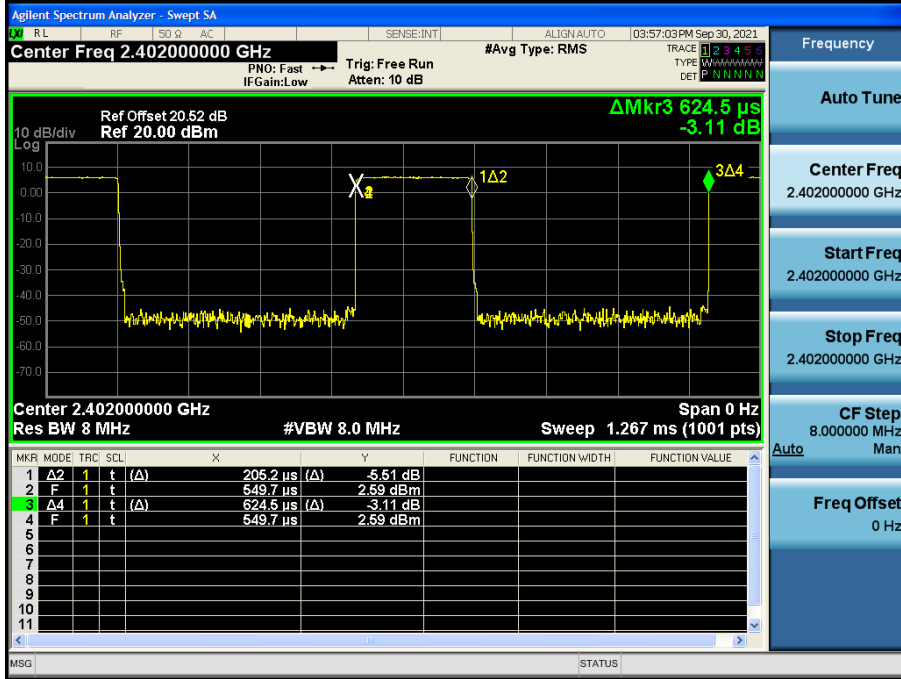 Agilent Spectrum Analyzer - Swept SA
LXI RL RF 50 Ω AC SENSE:INT ALIGN AUTO 03:57:03 PM Sep 30, 2021
Center Freq 2.402000000 GHz #Avg Type: RMS TRACE 1 2 3 4 5 6
PNO: Fast Trig: Free Run TYPE WWWWWW
IFGain:Low Atten: 10 dB DET P N N N N N
Ref Offset 20.52 dB ΔMkr3 624.5 µs
10 dB/div Ref 20.00 dBm -3.11 dB
Log
10.0
0.00
-10.0
-20.0
-30.0
-40.0
-50.0
-60.0
-70.0
X 1Δ2 3Δ4
Center 2.402000000 GHz Span 0 Hz
Res BW 8 MHz #VBW 8.0 MHz Sweep 1.267 ms (1001 pts)
MKR MODE TRC SCL X Y FUNCTION FUNCTION WIDTH FUNCTION VALUE
1 Δ2 1 t (Δ) 205.2 µs (Δ) -5.51 dB
2 F 1 t 549.7 µs 2.59 dBm
3 Δ4 1 t (Δ) 624.5 µs (Δ) -3.11 dB
4 F 1 t 549.7 µs 2.59 dBm
5
6
7
8
9
10
11
MSG STATUS
Frequency
Auto Tune
Center Freq
2.402000000 GHz
Start Freq
2.402000000 GHz
Stop Freq
2.402000000 GHz
CF Step
8.000000 MHz
Auto Man
Freq Offset
0 Hz